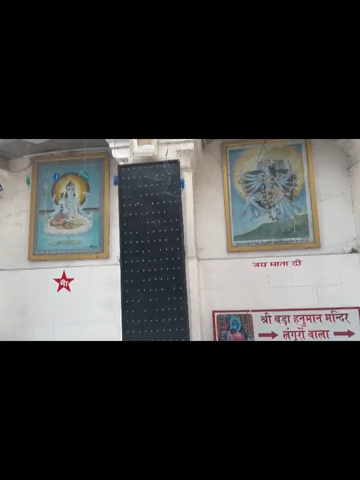 जय माता दी
श्री
श्री बड़ा हनुमान मन्दिर
लंगूरों वाला